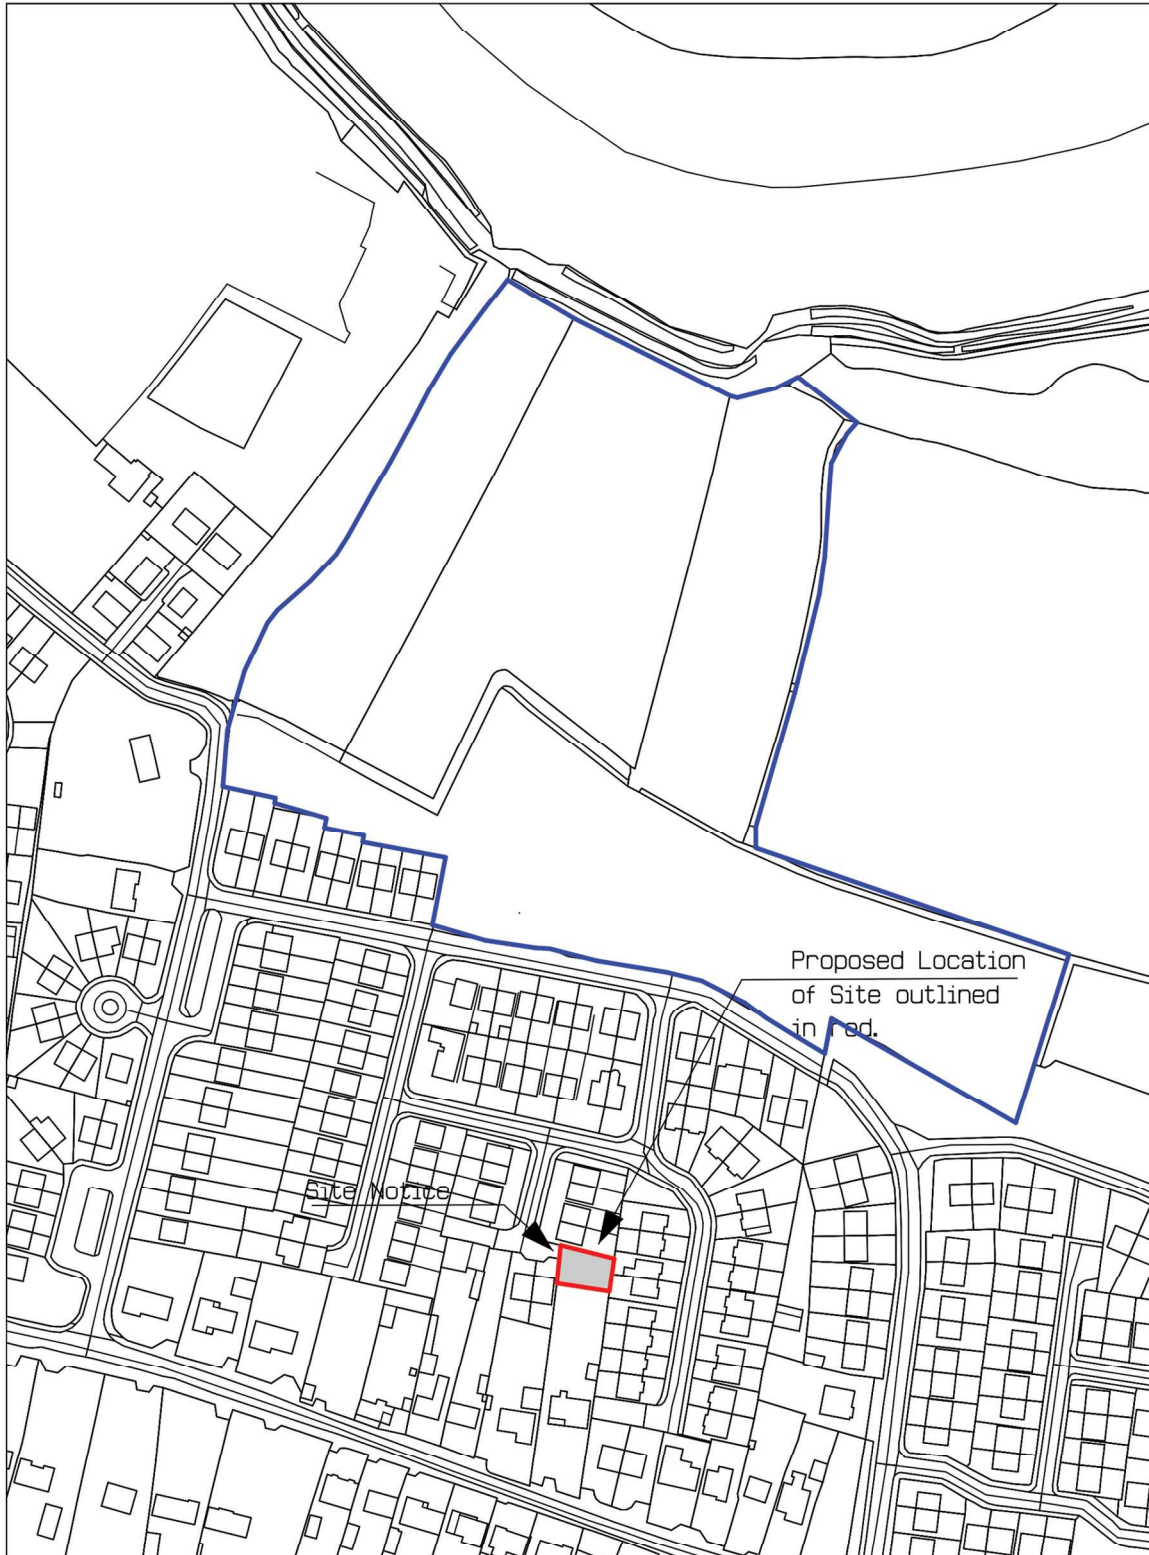 Proposed Location
of Site outlined
in red.
Site Notice